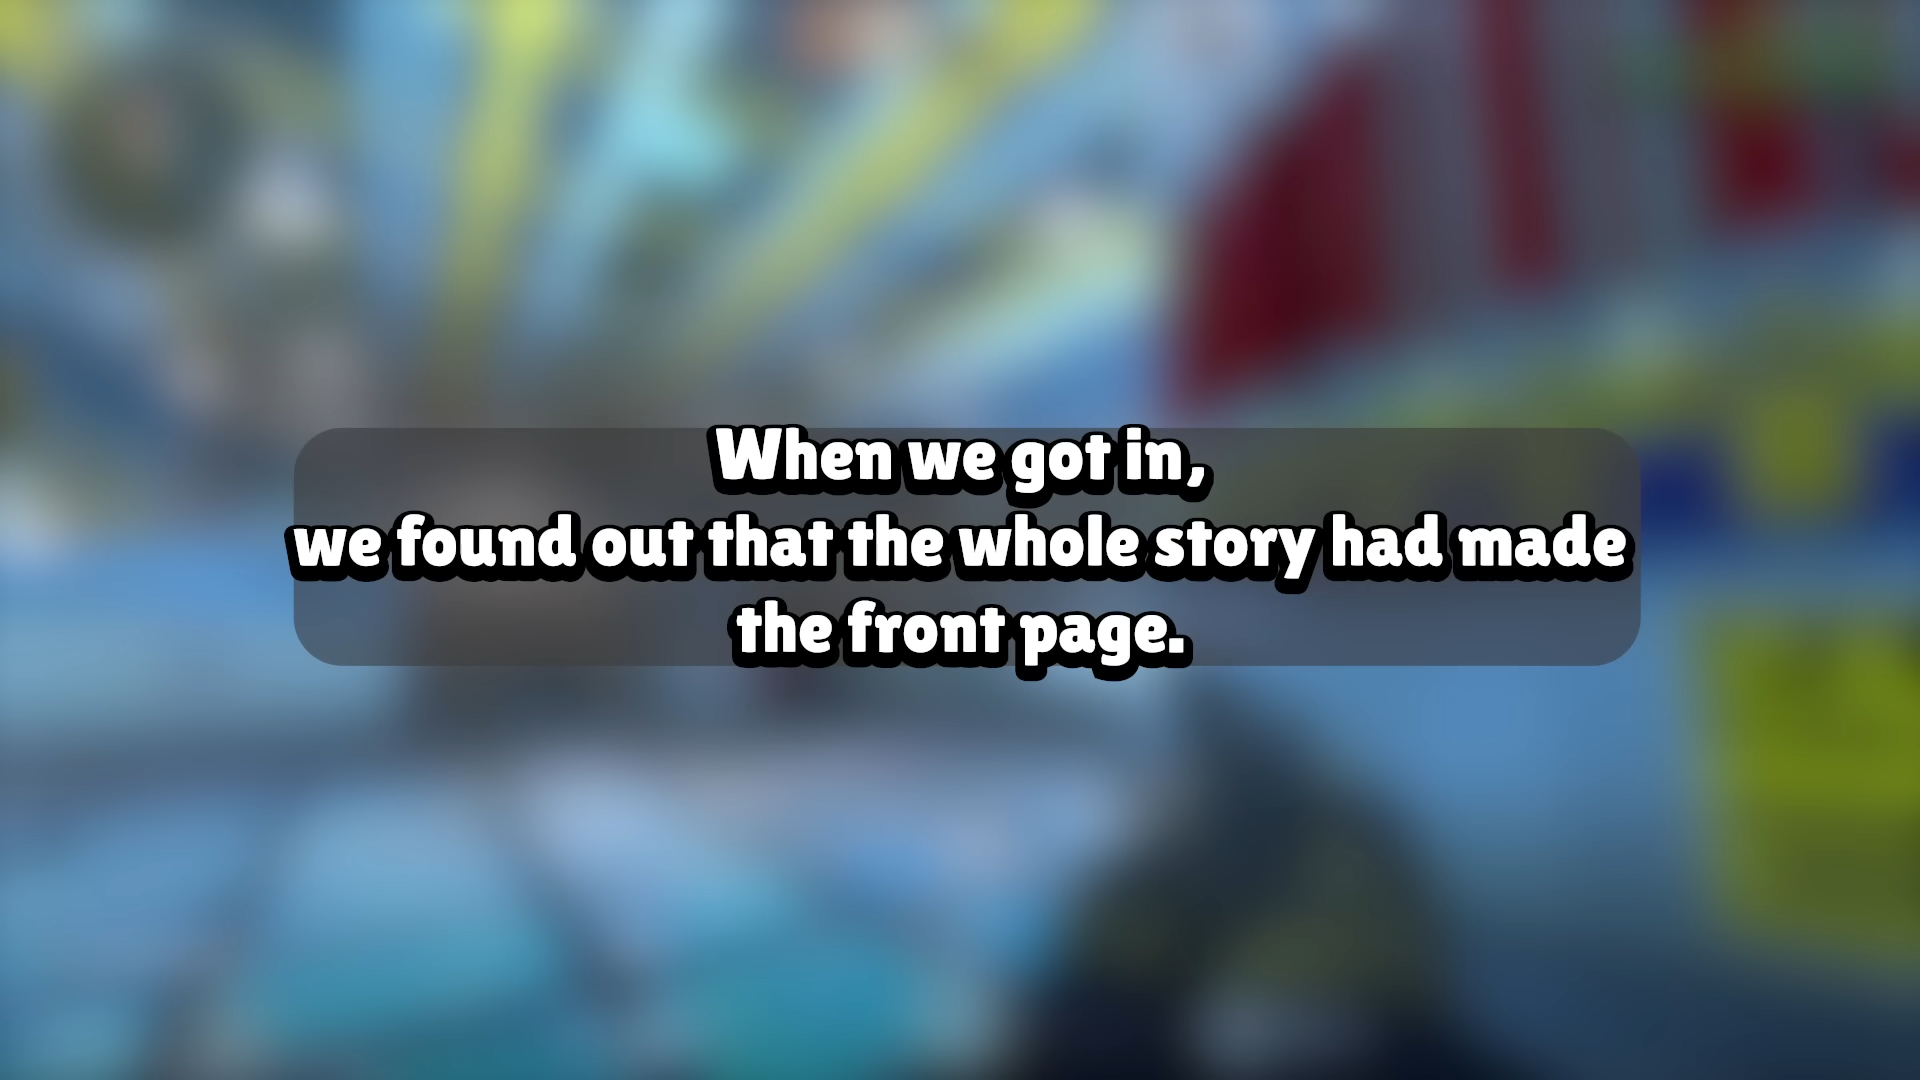 When we got in,
we found out that the whole story had made
the front page.